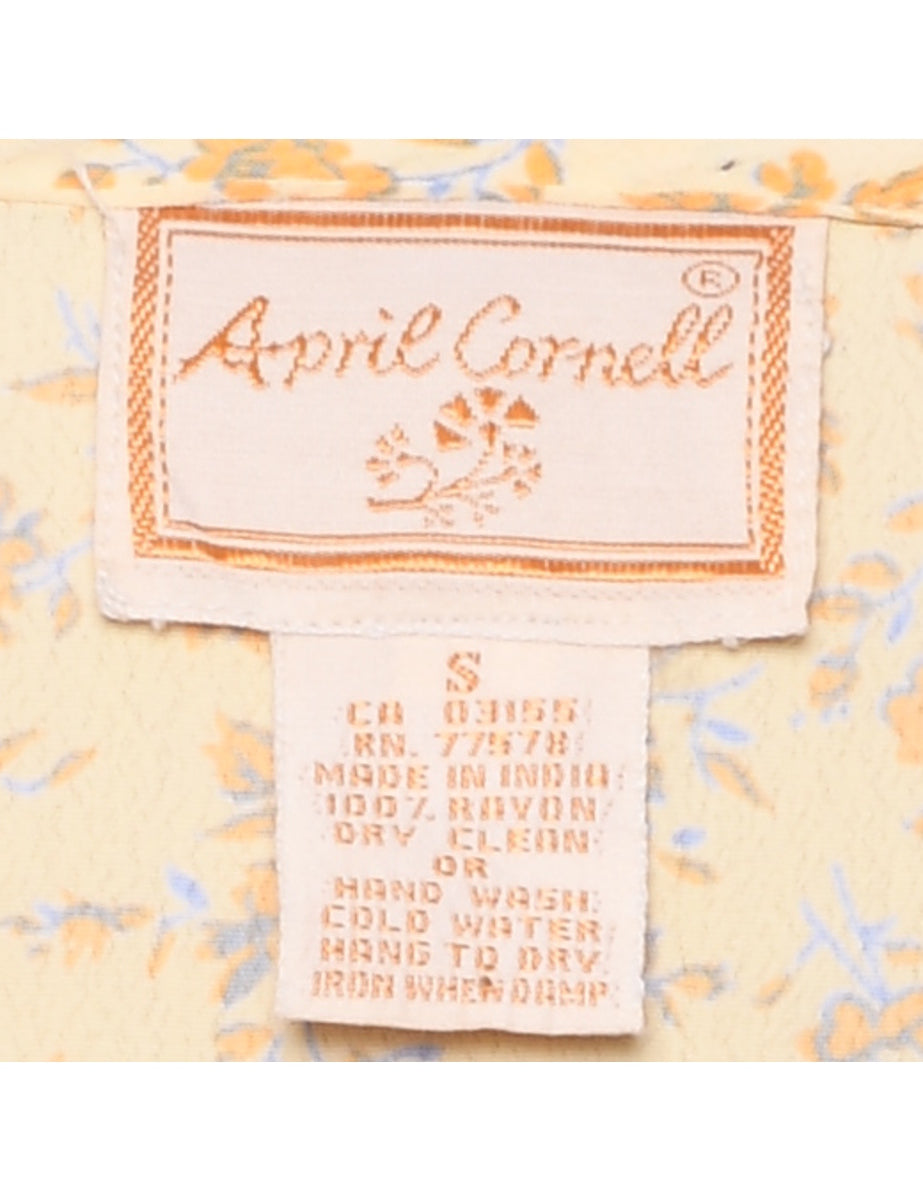 April Cornell ®
S
CA 03155
RN. 77578
MADE IN INDIA
100% RAYON
DRY CLEAN
OR
HAND WASH
COLD WATER
HANG TO DRY
IRON WHEN DAMP